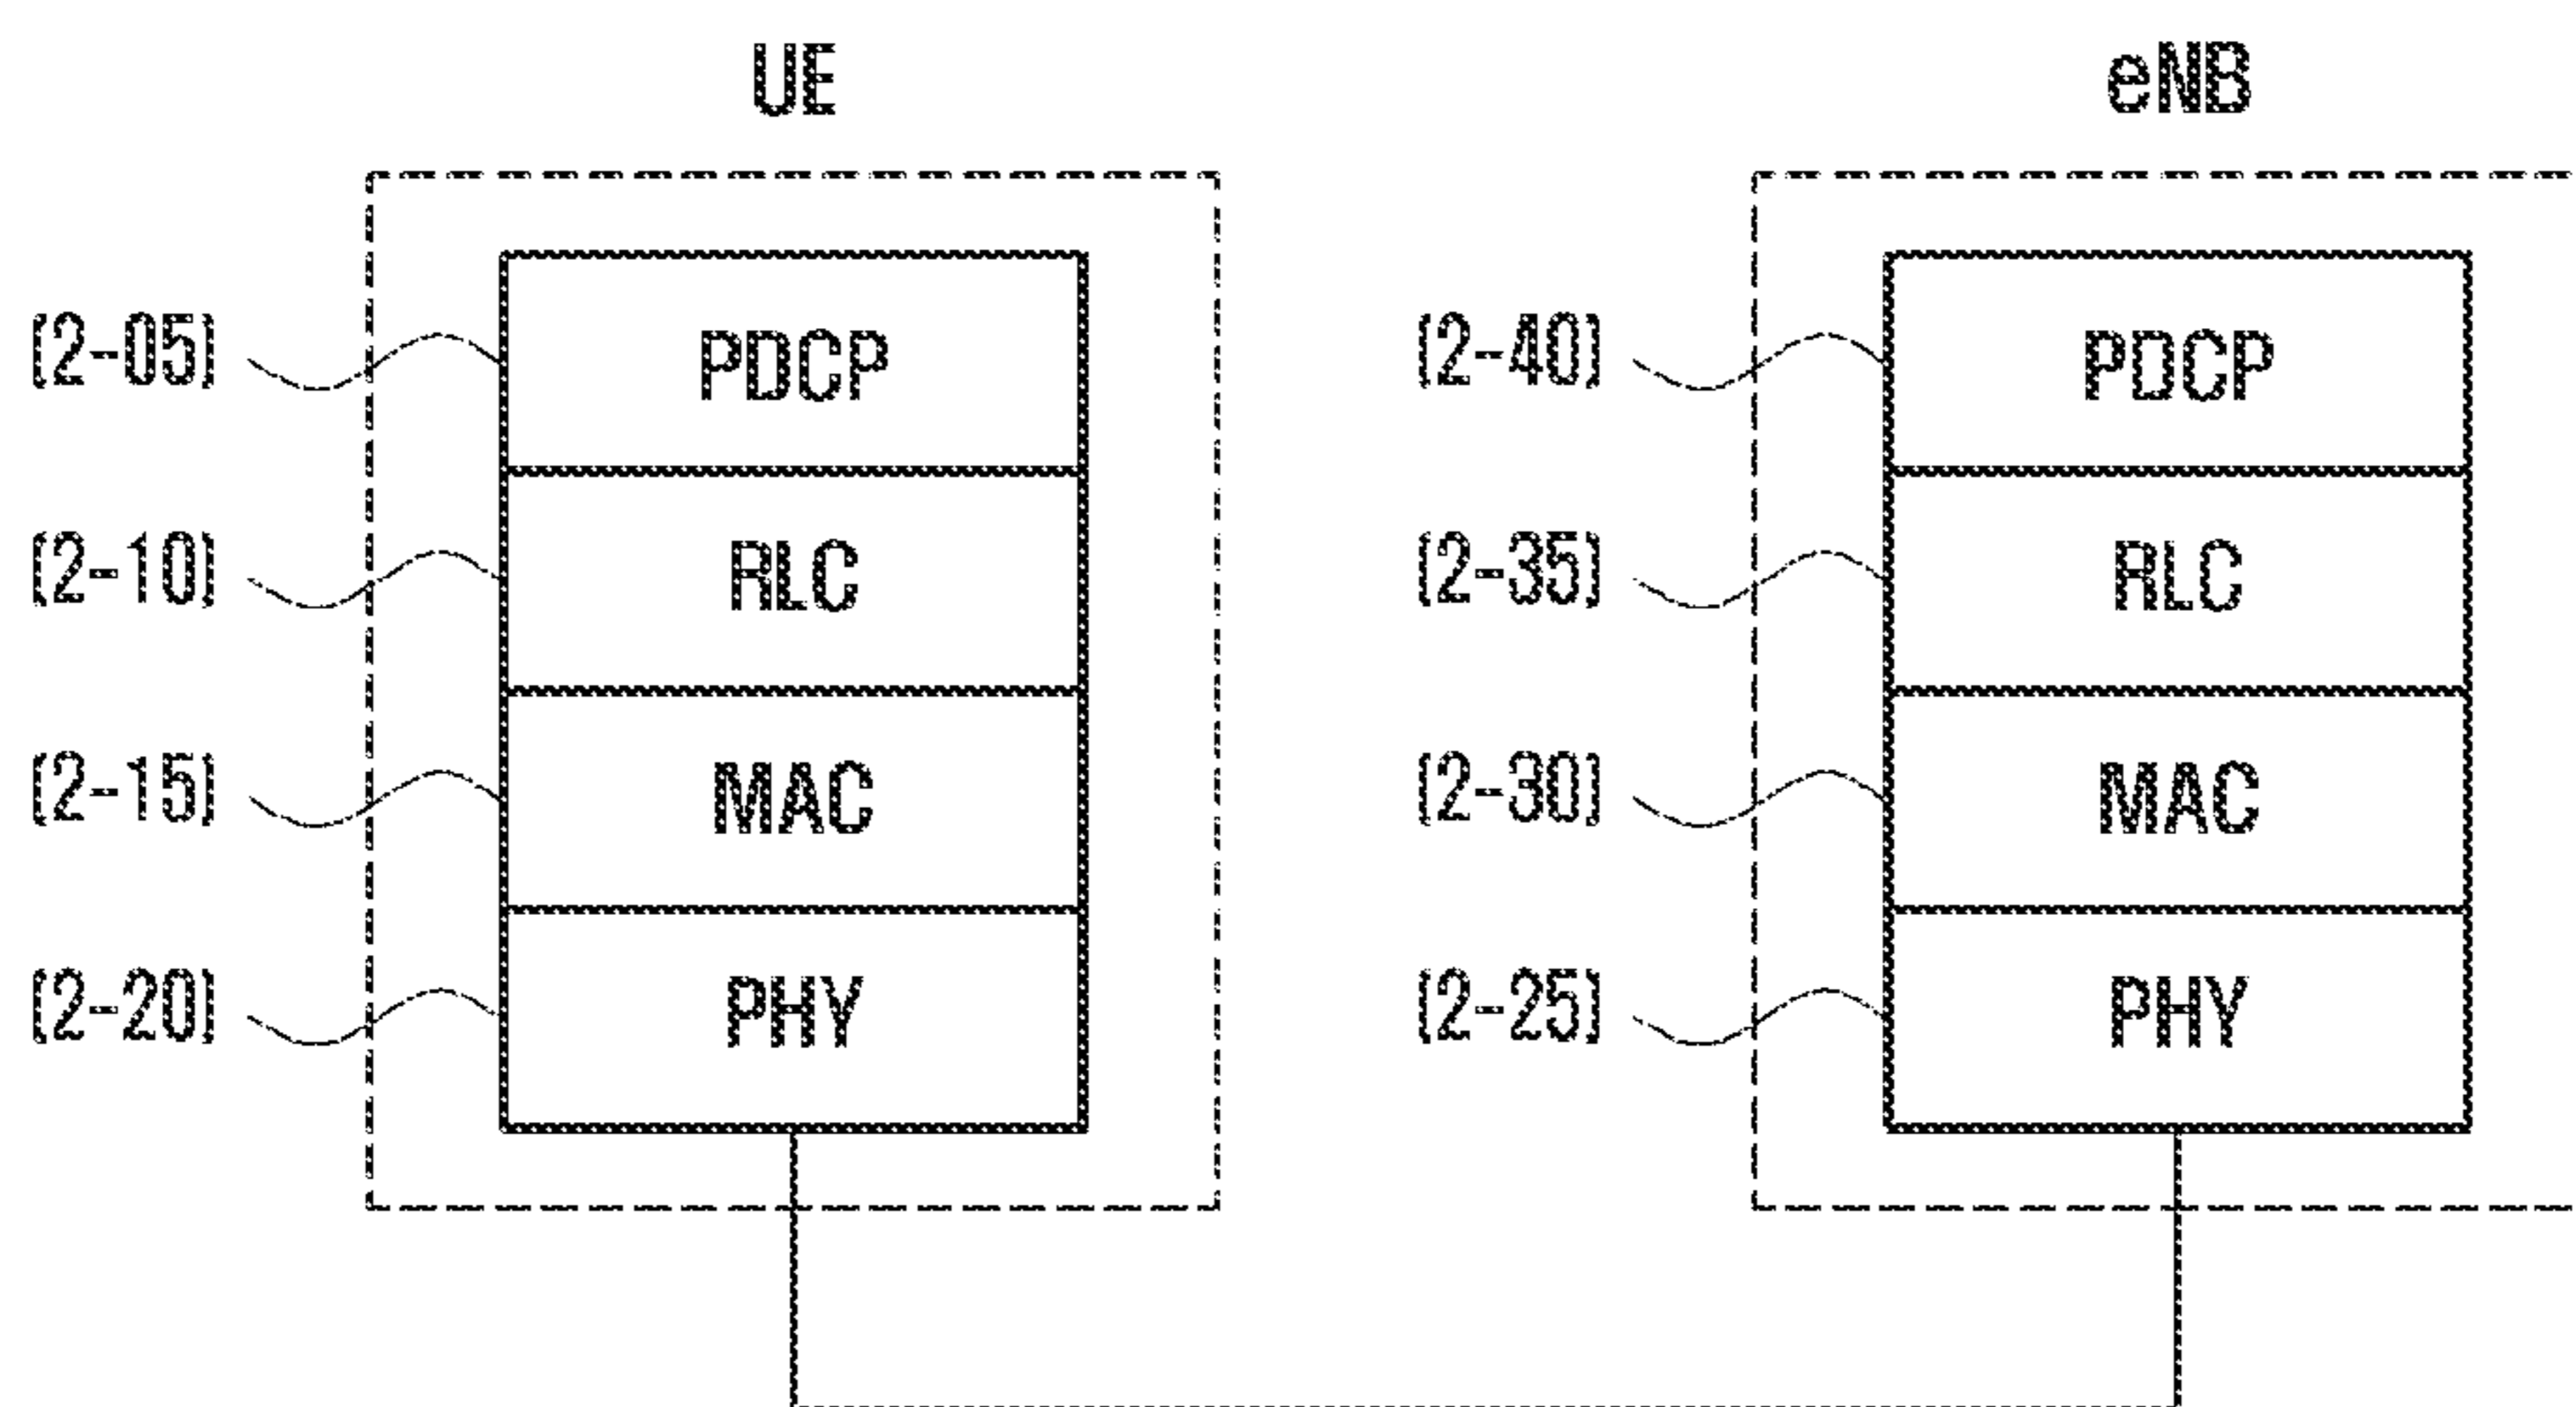 UE eNB
(2-05) PDCP (2-40) PDCP
(2-10) RLC (2-35) RLC
(2-15) MAC (2-30) MAC
(2-20) PHY (2-25) PHY